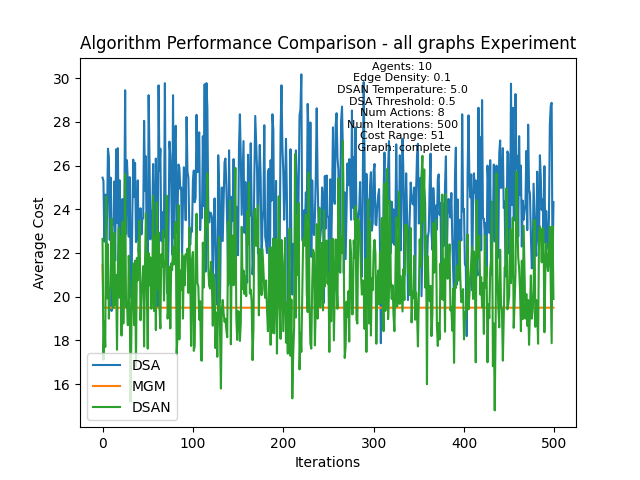 Algorithm Performance Comparison - all graphs Experiment
Agents: 10
Edge Density: 0.1
DSAN Temperature: 5.0
DSA Threshold: 0.5
Num Actions: 8
Num Iterations: 500
Cost Range: 51
Graph: complete
Average Cost
30
28
26
24
22
20
18
16
DSA
MGM
DSAN
0
100
200
300
400
500
Iterations